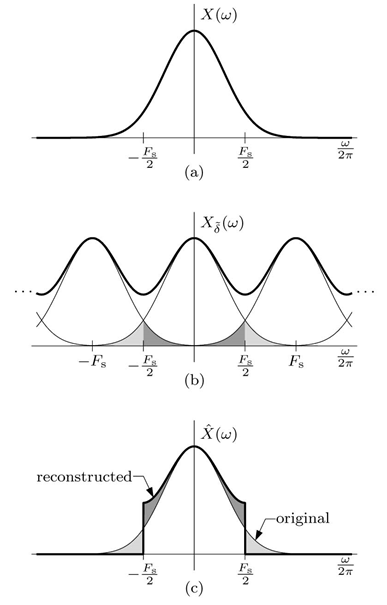 X(ω)
−Fs/2
Fs/2
ω/2π
(a)
X_δ̃(ω)
...
...
−Fs
−Fs/2
Fs/2
Fs
ω/2π
(b)
X̂(ω)
reconstructed
original
−Fs/2
Fs/2
ω/2π
(c)